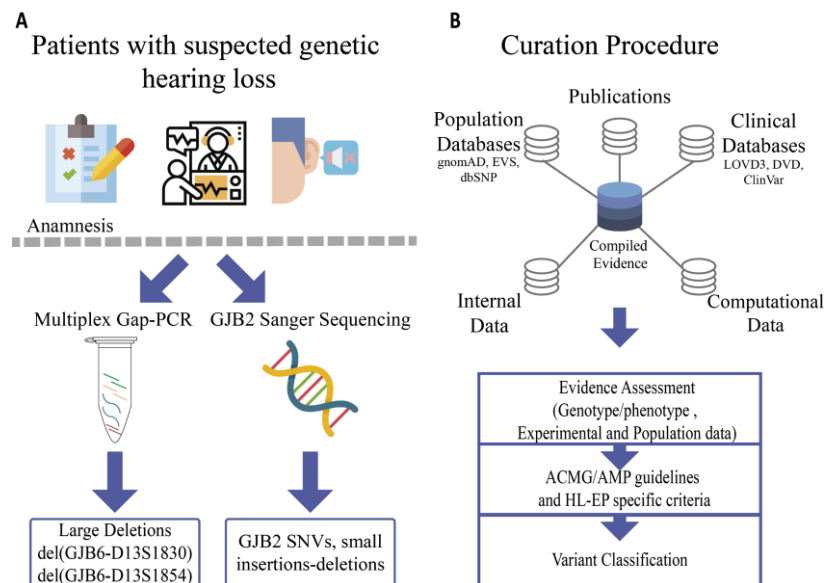 A
Patients with suspected genetic
hearing loss
Anamnesis
Multiplex Gap-PCR
GJB2 Sanger Sequencing
Large Deletions
del(GJB6-D13S1830)
del(GJB6-D13S1854)
GJB2 SNVs, small
insertions-deletions
B
Curation Procedure
Publications
Population
Databases
gnomAD, EVS,
dbSNP
Clinical
Databases
LOVD3, DVD,
ClinVar
Compiled
Evidence
Internal
Data
Computational
Data
Evidence Assessment
(Genotype/phenotype ,
Experimental and Population data)
ACMG/AMP guidelines
and HL-EP specific criteria
Variant Classification